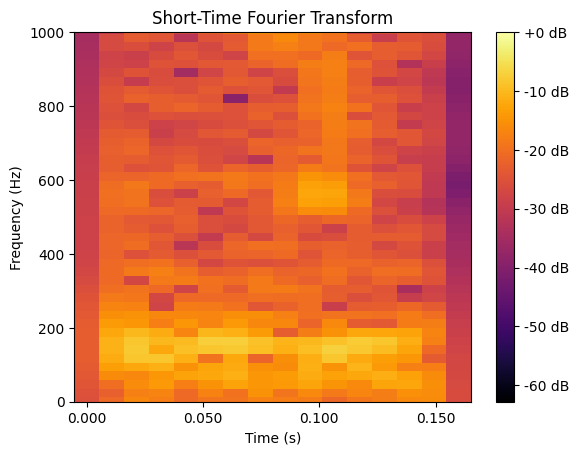 Short-Time Fourier Transform
1000
800
600
400
200
0
Frequency (Hz)
0.000
0.050
0.100
0.150
Time (s)
+0 dB
-10 dB
-20 dB
-30 dB
-40 dB
-50 dB
-60 dB